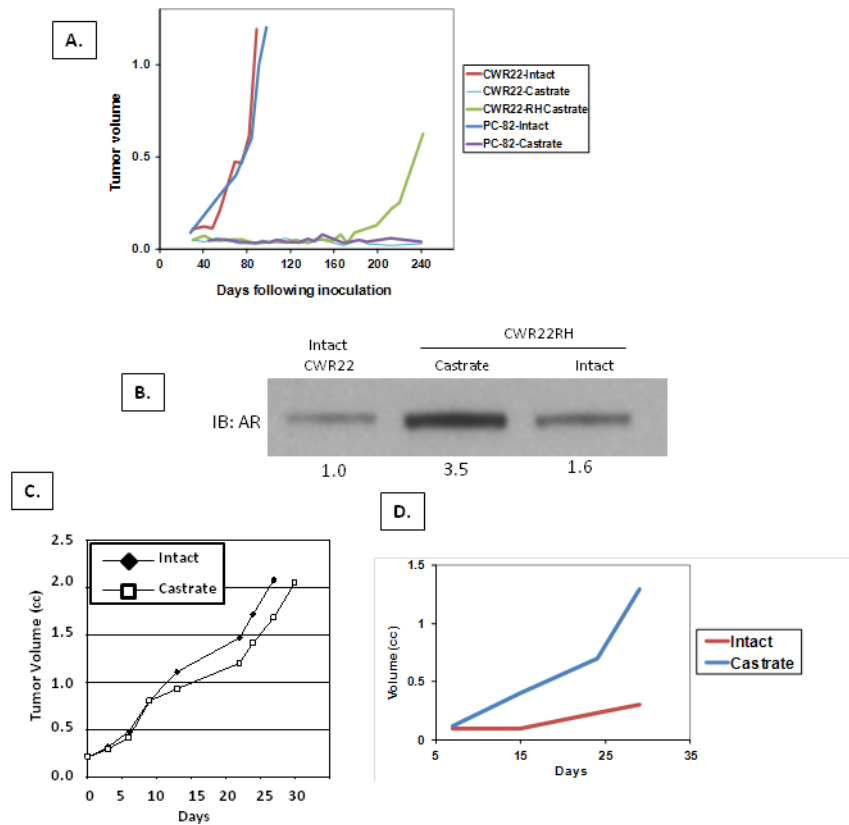 A.
Tumor volume
1.0
0.5
0.0
0 40 80 120 160 200 240
Days following inoculation
CWR22-Intact
CWR22-Castrate
CWR22-RHCastrate
PC-82-Intact
PC-82-Castrate
B.
Intact
CWR22
CWR22RH
Castrate Intact
IB: AR
1.0 3.5 1.6
C.
Tumor Volume (cc)
2.5
2.0
1.5
1.0
0.5
0.0
0 5 10 15 20 25 30
Days
Intact
Castrate
D.
Volume (cc)
1.5
1
0.5
0
5 15 25 35
Days
Intact
Castrate